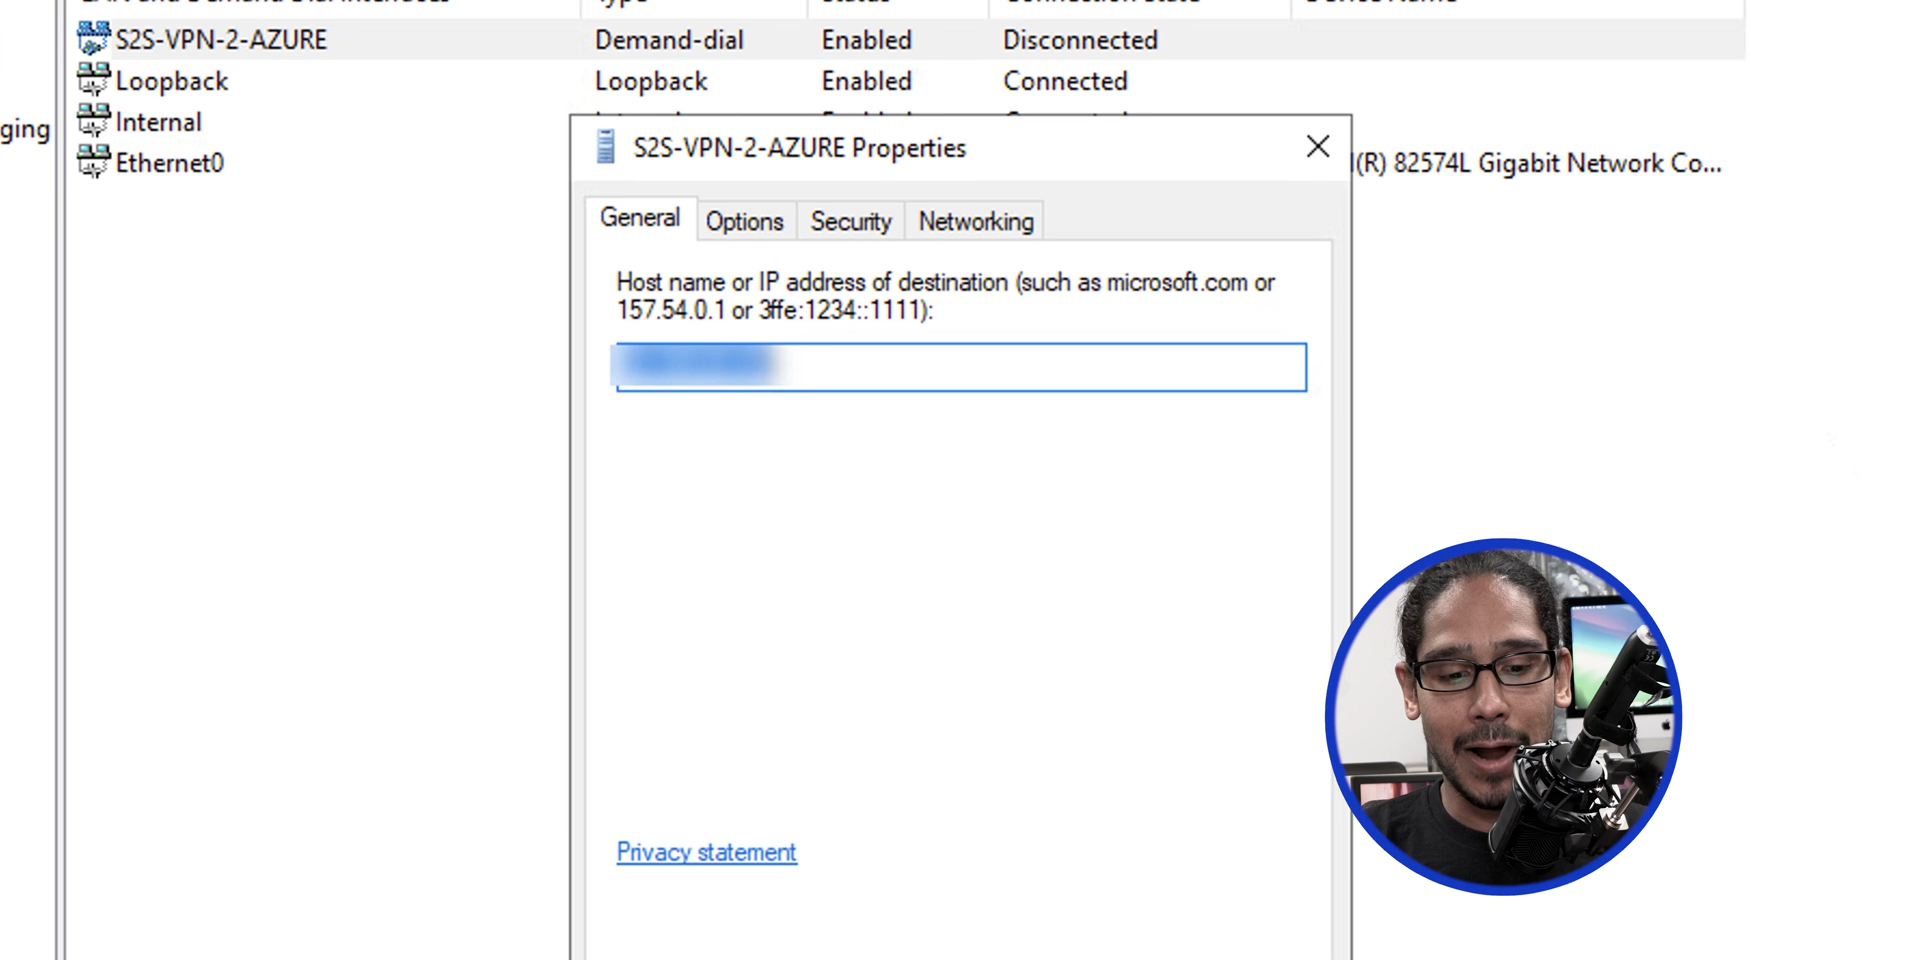 S2S-VPN-2-AZURE Demand-dial Enabled Disconnected
Loopback Loopback Enabled Connected
Internal
Ethernet0 (R) 82574L Gigabit Network Co...
ging
S2S-VPN-2-AZURE Properties
General Options Security Networking
Host name or IP address of destination (such as microsoft.com or
157.54.0.1 or 3ffe:1234::1111):
Privacy statement